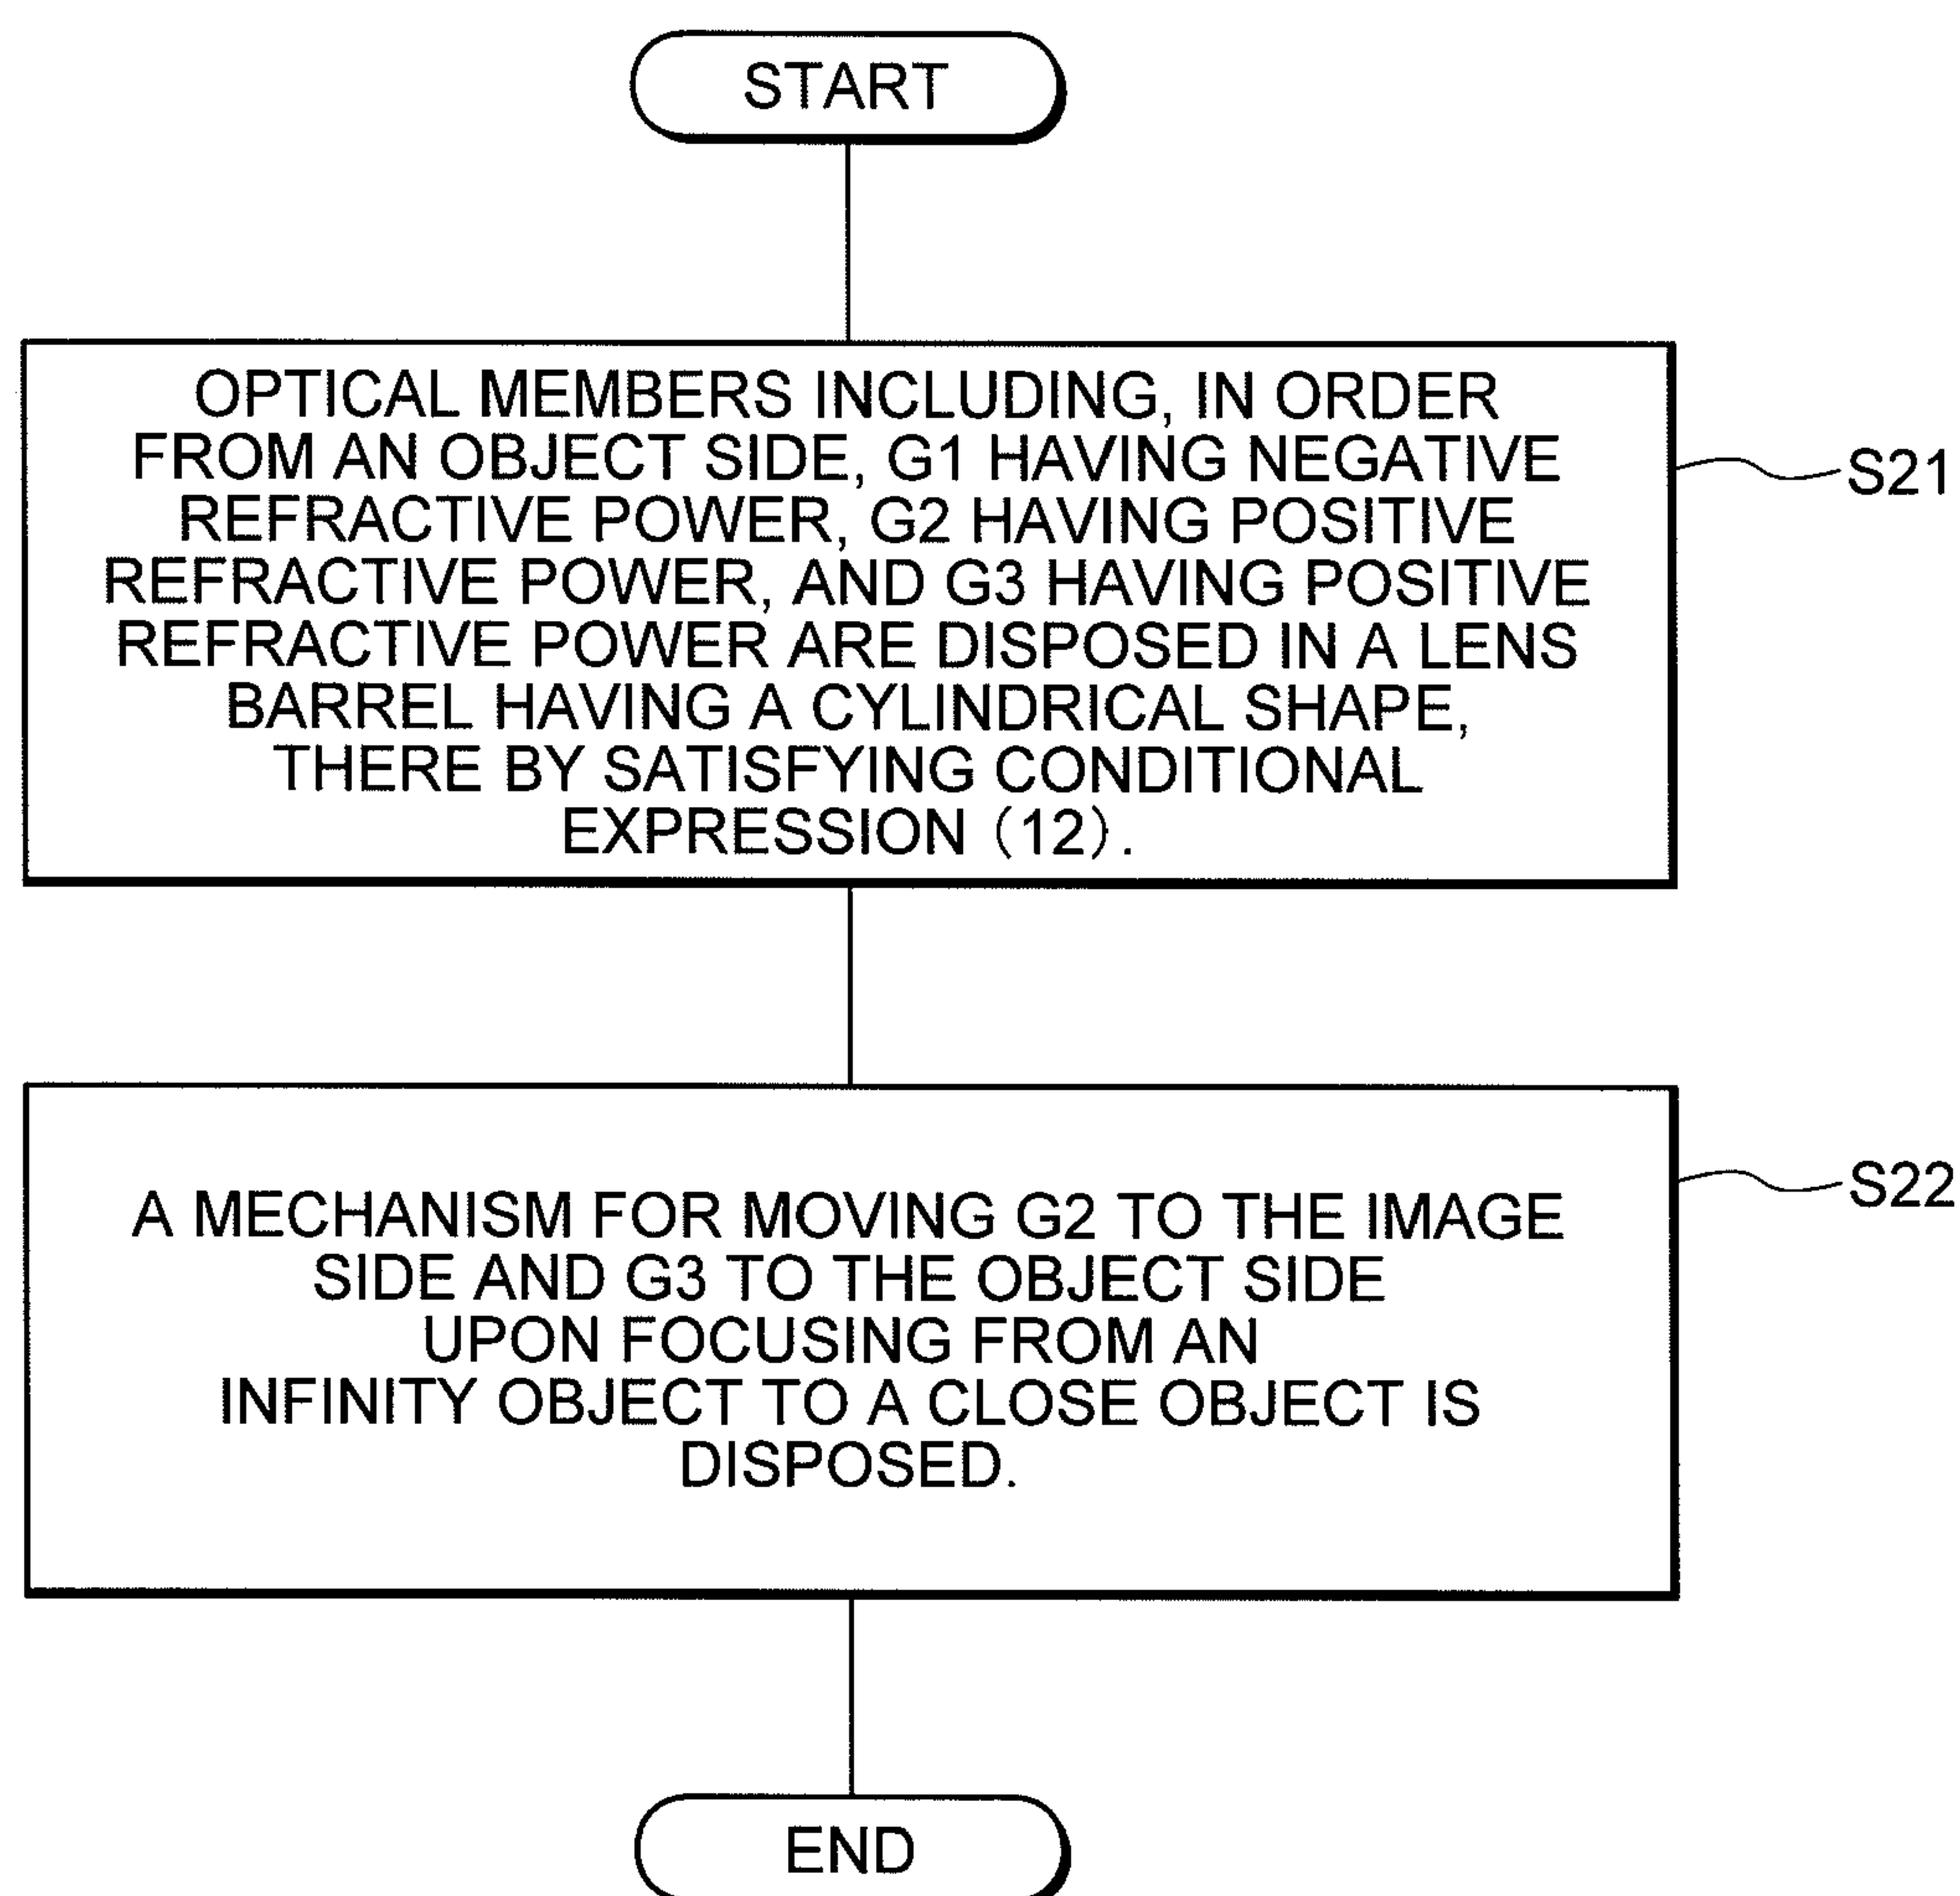 START
OPTICAL MEMBERS INCLUDING, IN ORDER
FROM AN OBJECT SIDE, G1 HAVING NEGATIVE
REFRACTIVE POWER, G2 HAVING POSITIVE
REFRACTIVE POWER, AND G3 HAVING POSITIVE
REFRACTIVE POWER ARE DISPOSED IN A LENS
BARREL HAVING A CYLINDRICAL SHAPE,
THERE BY SATISFYING CONDITIONAL
EXPRESSION (12).
S21
A MECHANISM FOR MOVING G2 TO THE IMAGE
SIDE AND G3 TO THE OBJECT SIDE
UPON FOCUSING FROM AN
INFINITY OBJECT TO A CLOSE OBJECT IS
DISPOSED.
S22
END